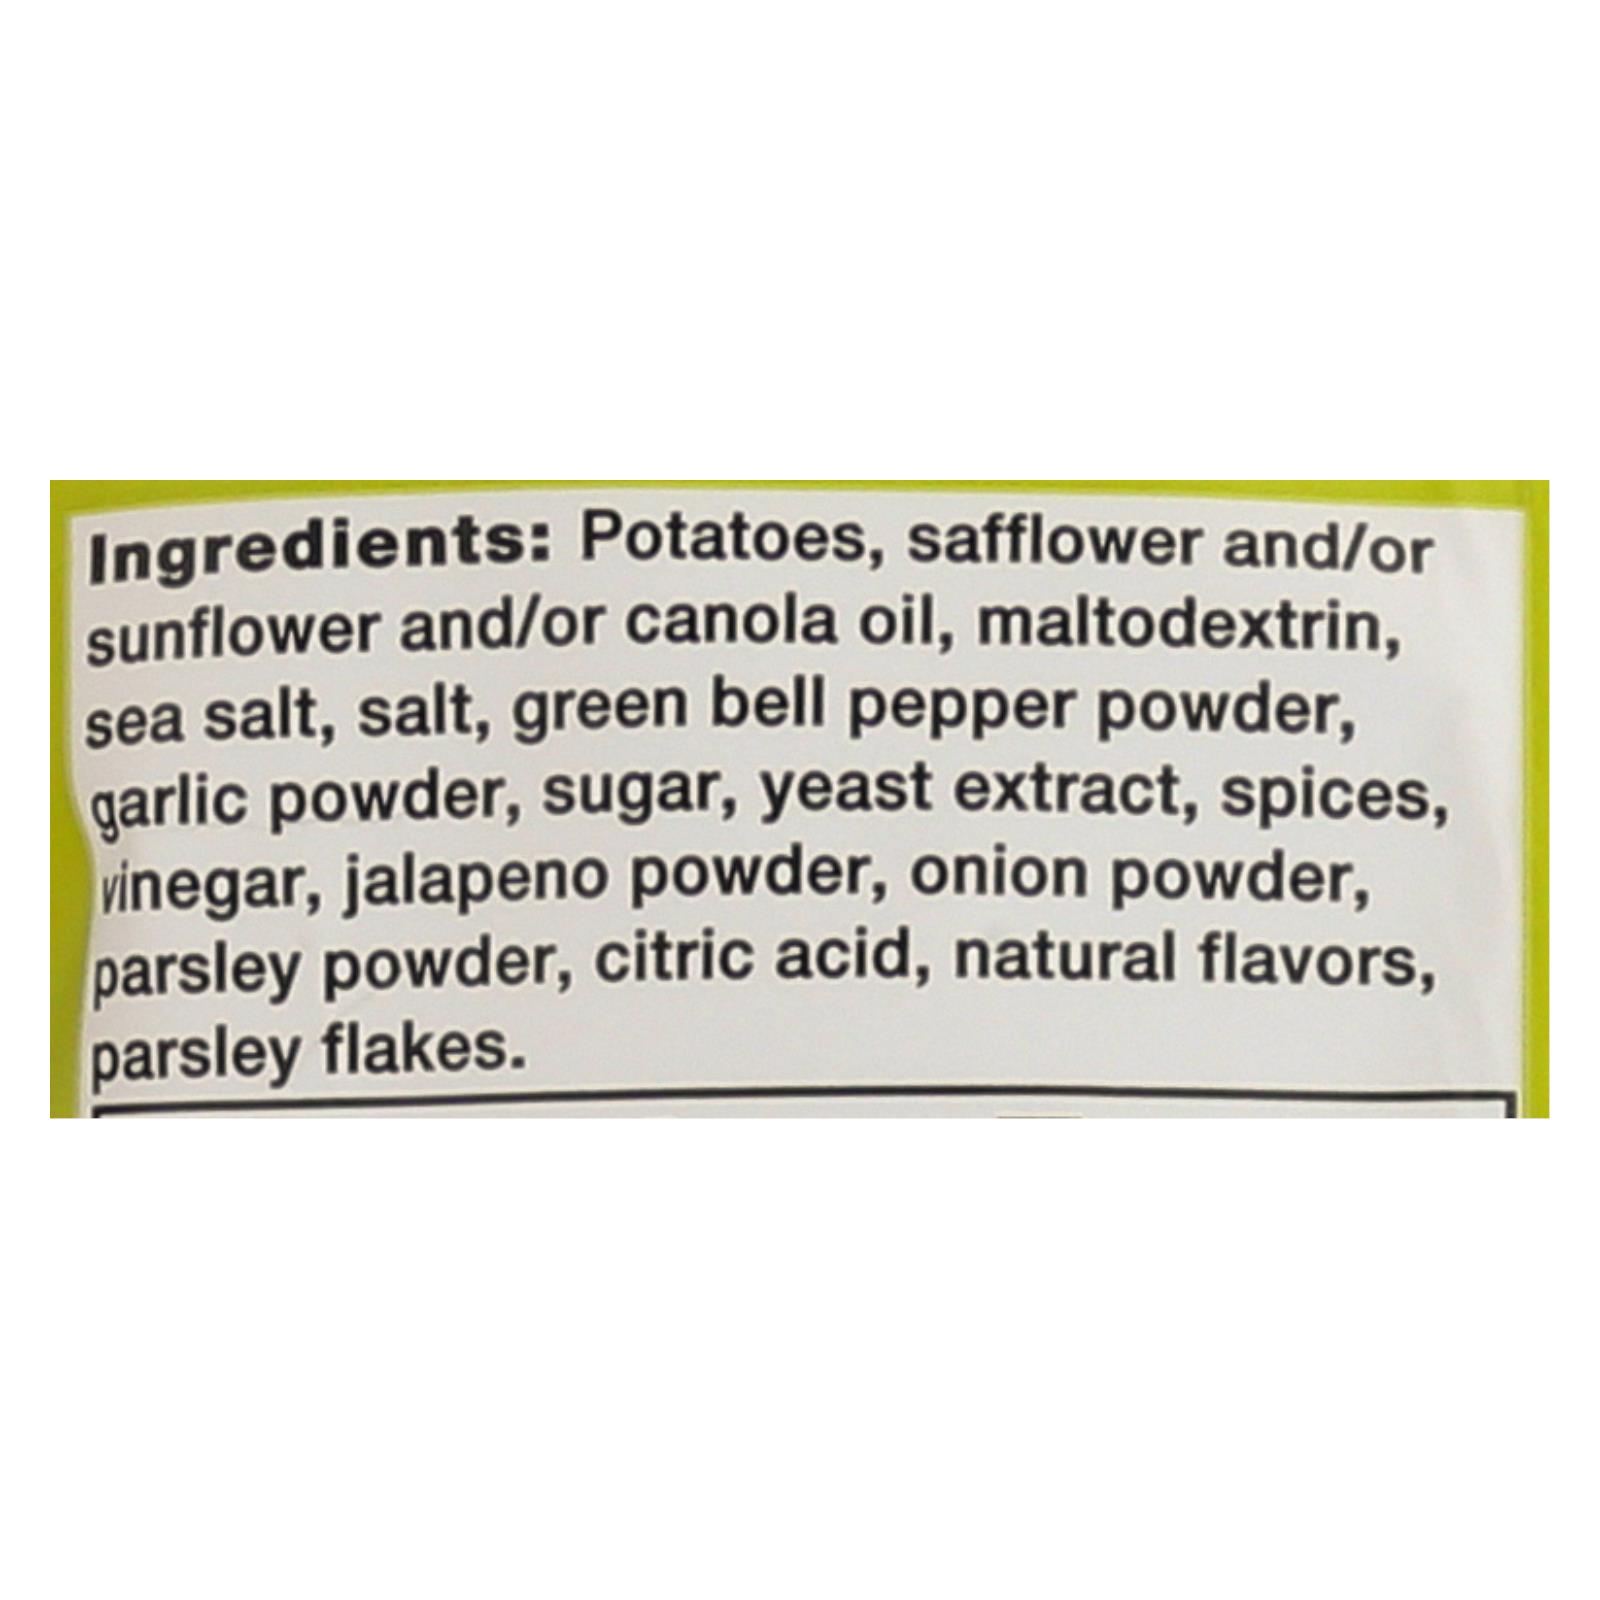 Ingredients: Potatoes, safflower and/or
sunflower and/or canola oil, maltodextrin,
sea salt, salt, green bell pepper powder,
garlic powder, sugar, yeast extract, spices,
vinegar, jalapeno powder, onion powder,
parsley powder, citric acid, natural flavors,
parsley flakes.